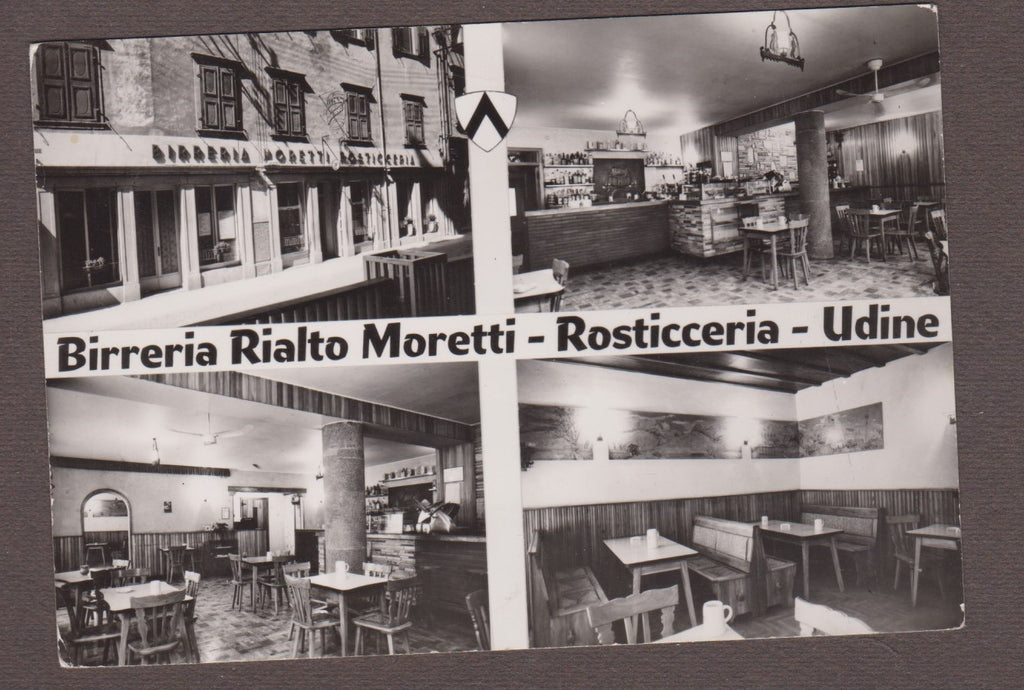 BIRRERIA MORETTI ROSTICCERIA
Birreria Rialto Moretti - Rosticceria - Udine